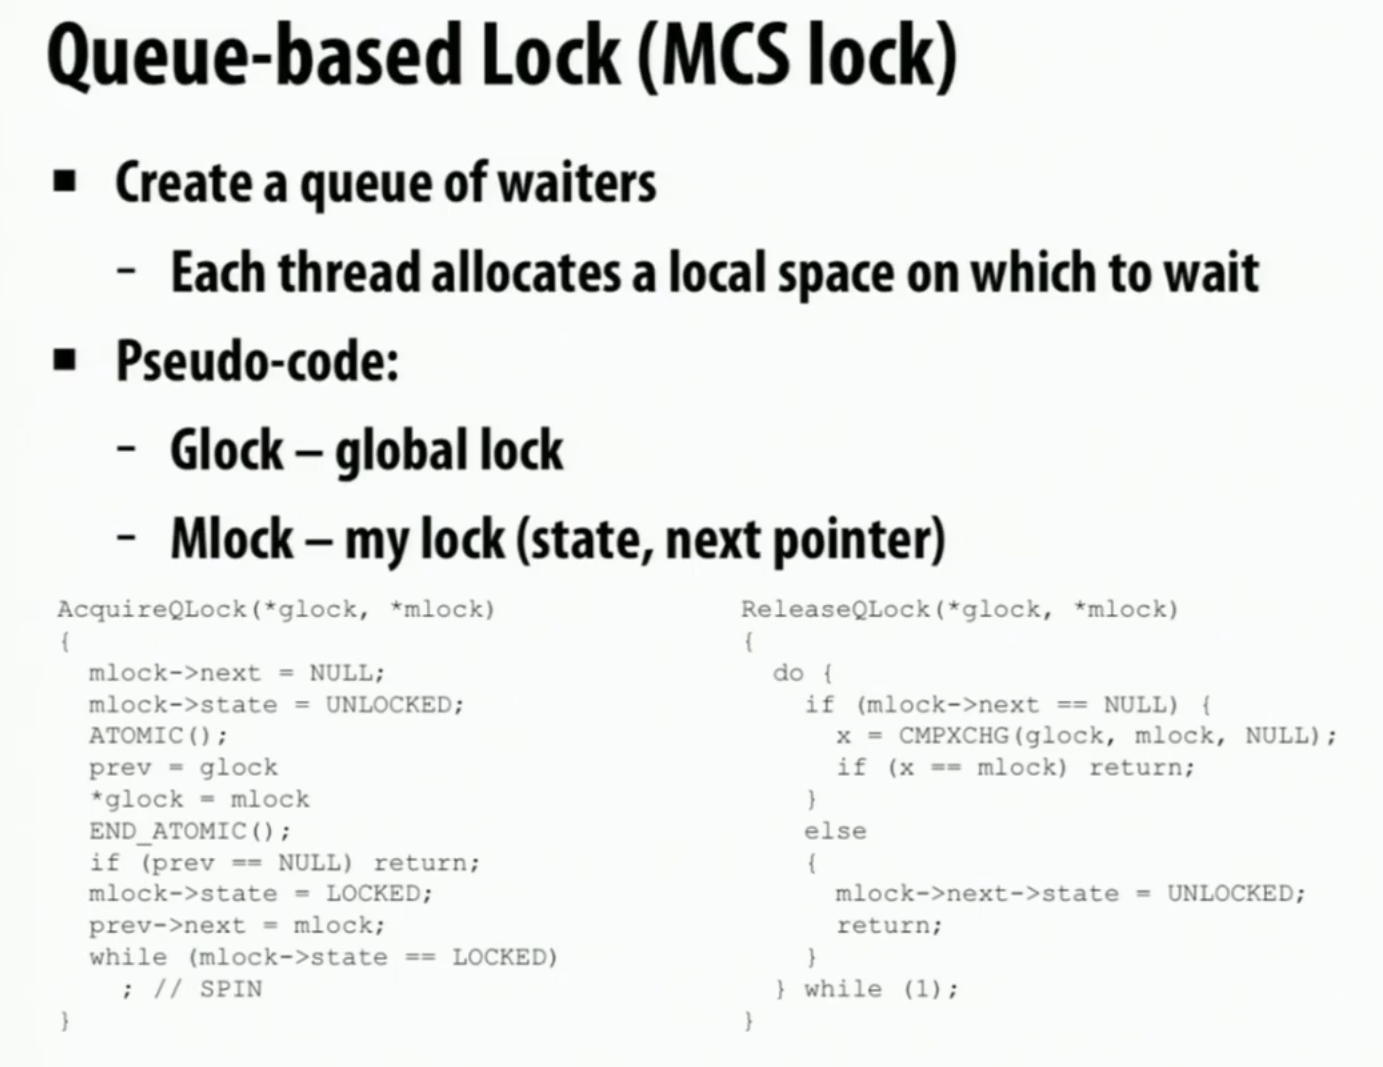 Queue-based Lock (MCS lock)
■ Create a queue of waiters
– Each thread allocates a local space on which to wait
■ Pseudo-code:
– Glock – global lock
– Mlock – my lock (state, next pointer)
AcquireQLock(*glock, *mlock)
{
mlock->next = NULL;
mlock->state = UNLOCKED;
ATOMIC();
prev = glock
*glock = mlock
END_ATOMIC();
if (prev == NULL) return;
mlock->state = LOCKED;
prev->next = mlock;
while (mlock->state == LOCKED)
; // SPIN
}
ReleaseQLock(*glock, *mlock)
{
do {
if (mlock->next == NULL) {
x = CMPXCHG(glock, mlock, NULL);
if (x == mlock) return;
}
else
{
mlock->next->state = UNLOCKED;
return;
}
} while (1);
}